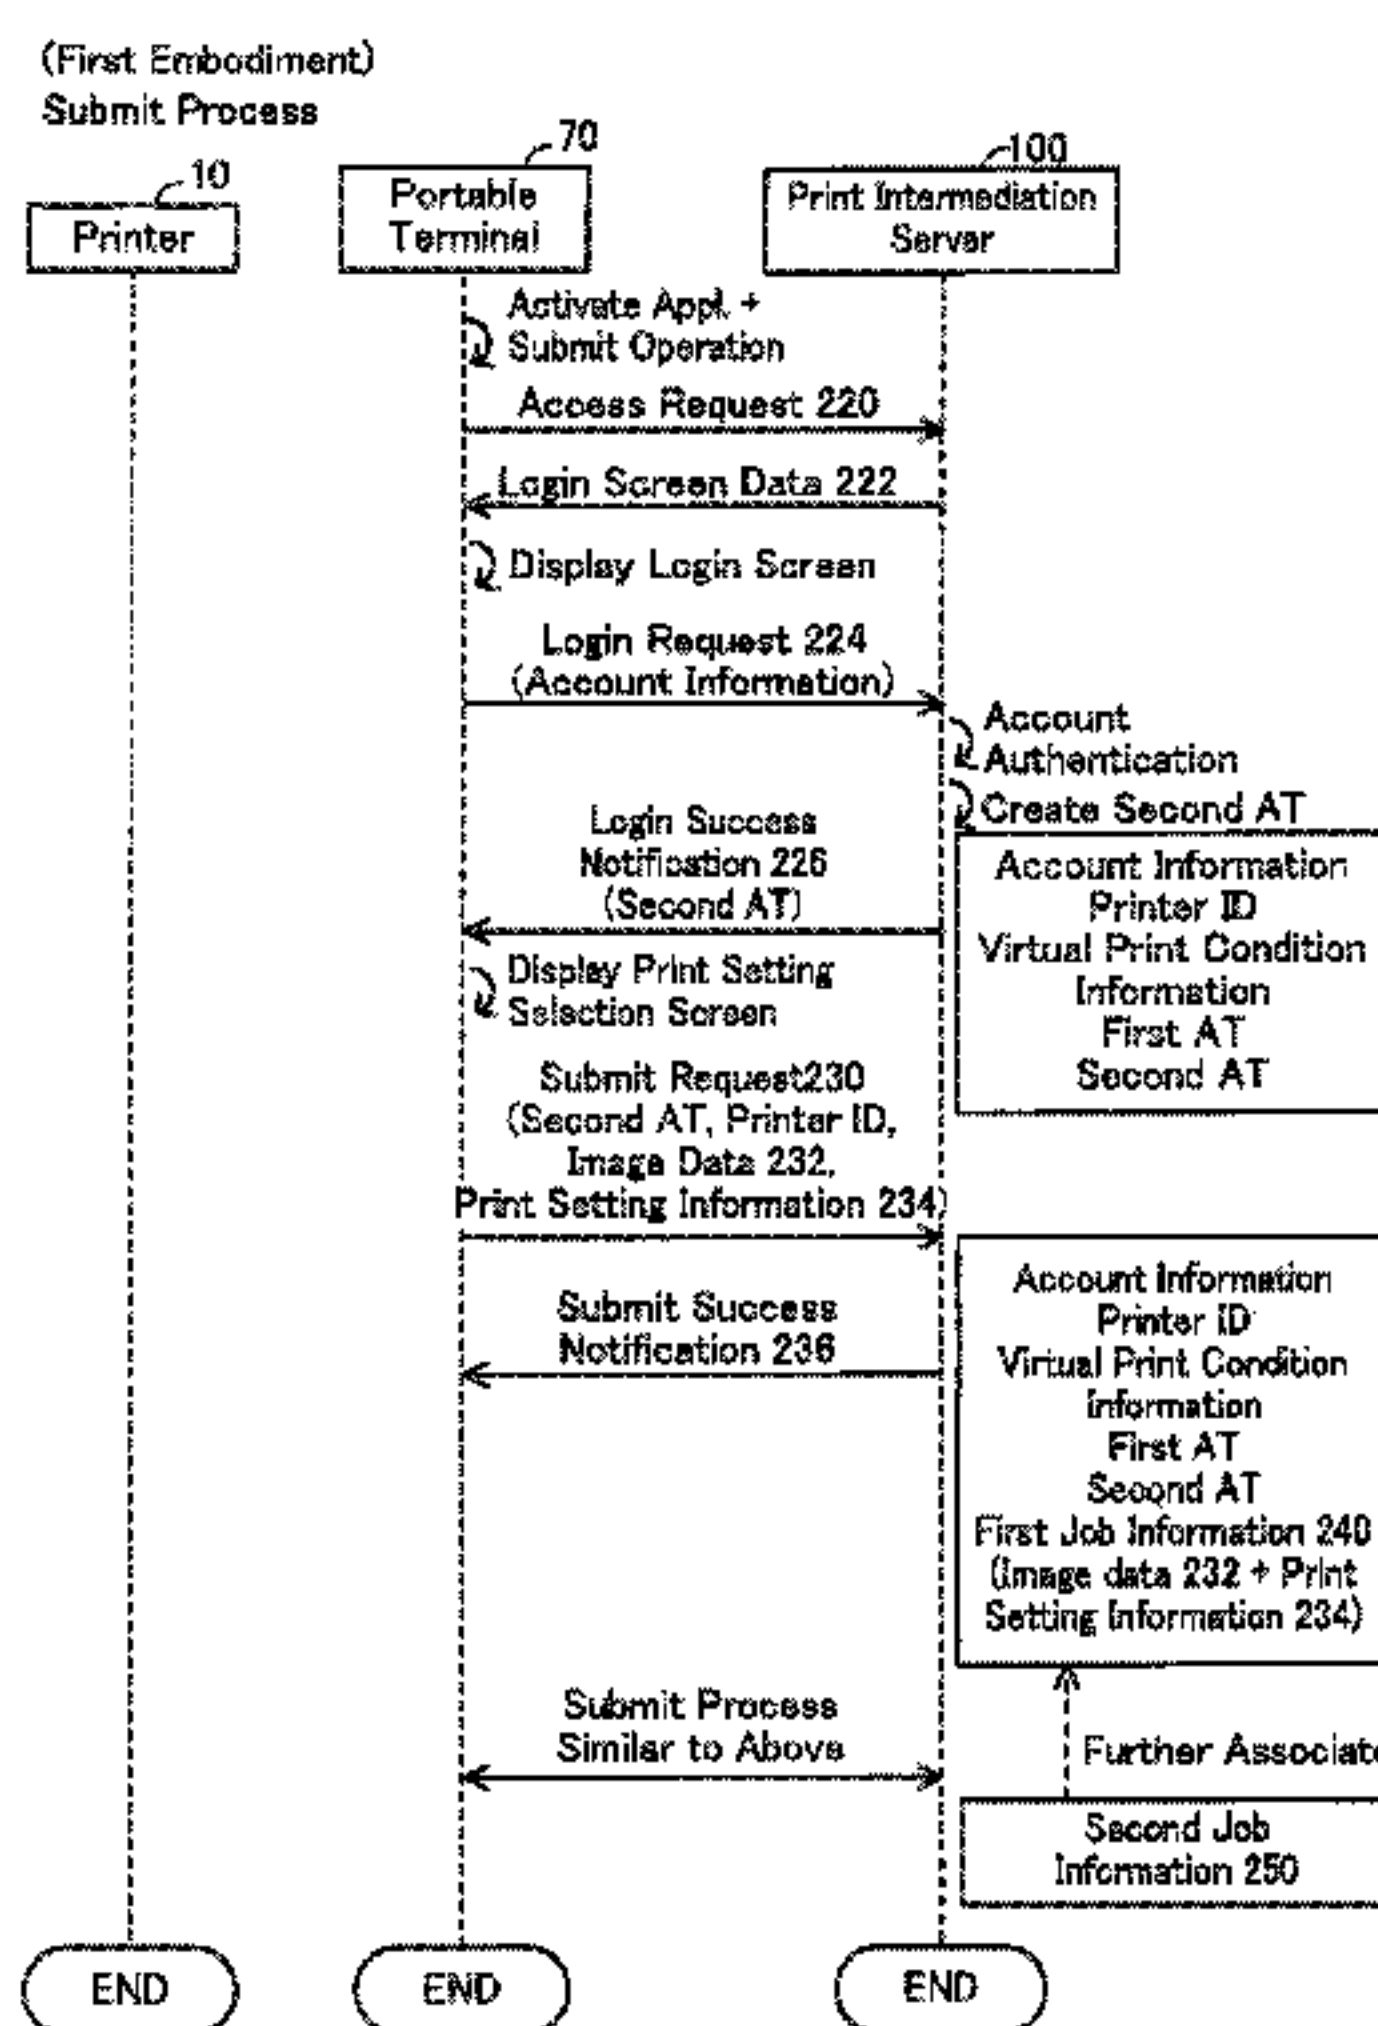 (First Embodiment)
Submit Process
10
Printer
70
Portable
Terminal
100
Print Intermediation
Server
Activate Appl. +
Submit Operation
Access Request 220
Login Screen Data 222
Display Login Screen
Login Request 224
(Account Information)
Account
Authentication
Create Second AT
Login Success
Notification 226
(Second AT)
Account Information
Printer ID
Virtual Print Condition
Information
First AT
Second AT
Display Print Setting
Selection Screen
Submit Request230
(Second AT, Printer ID,
Image Data 232,
Print Setting Information 234)
Submit Success
Notification 236
Account Information
Printer ID
Virtual Print Condition
Information
First AT
Second AT
First Job Information 240
(Image data 232 + Print
Setting Information 234)
Submit Process
Similar to Above
Further Associate
Second Job
Information 250
END
END
END